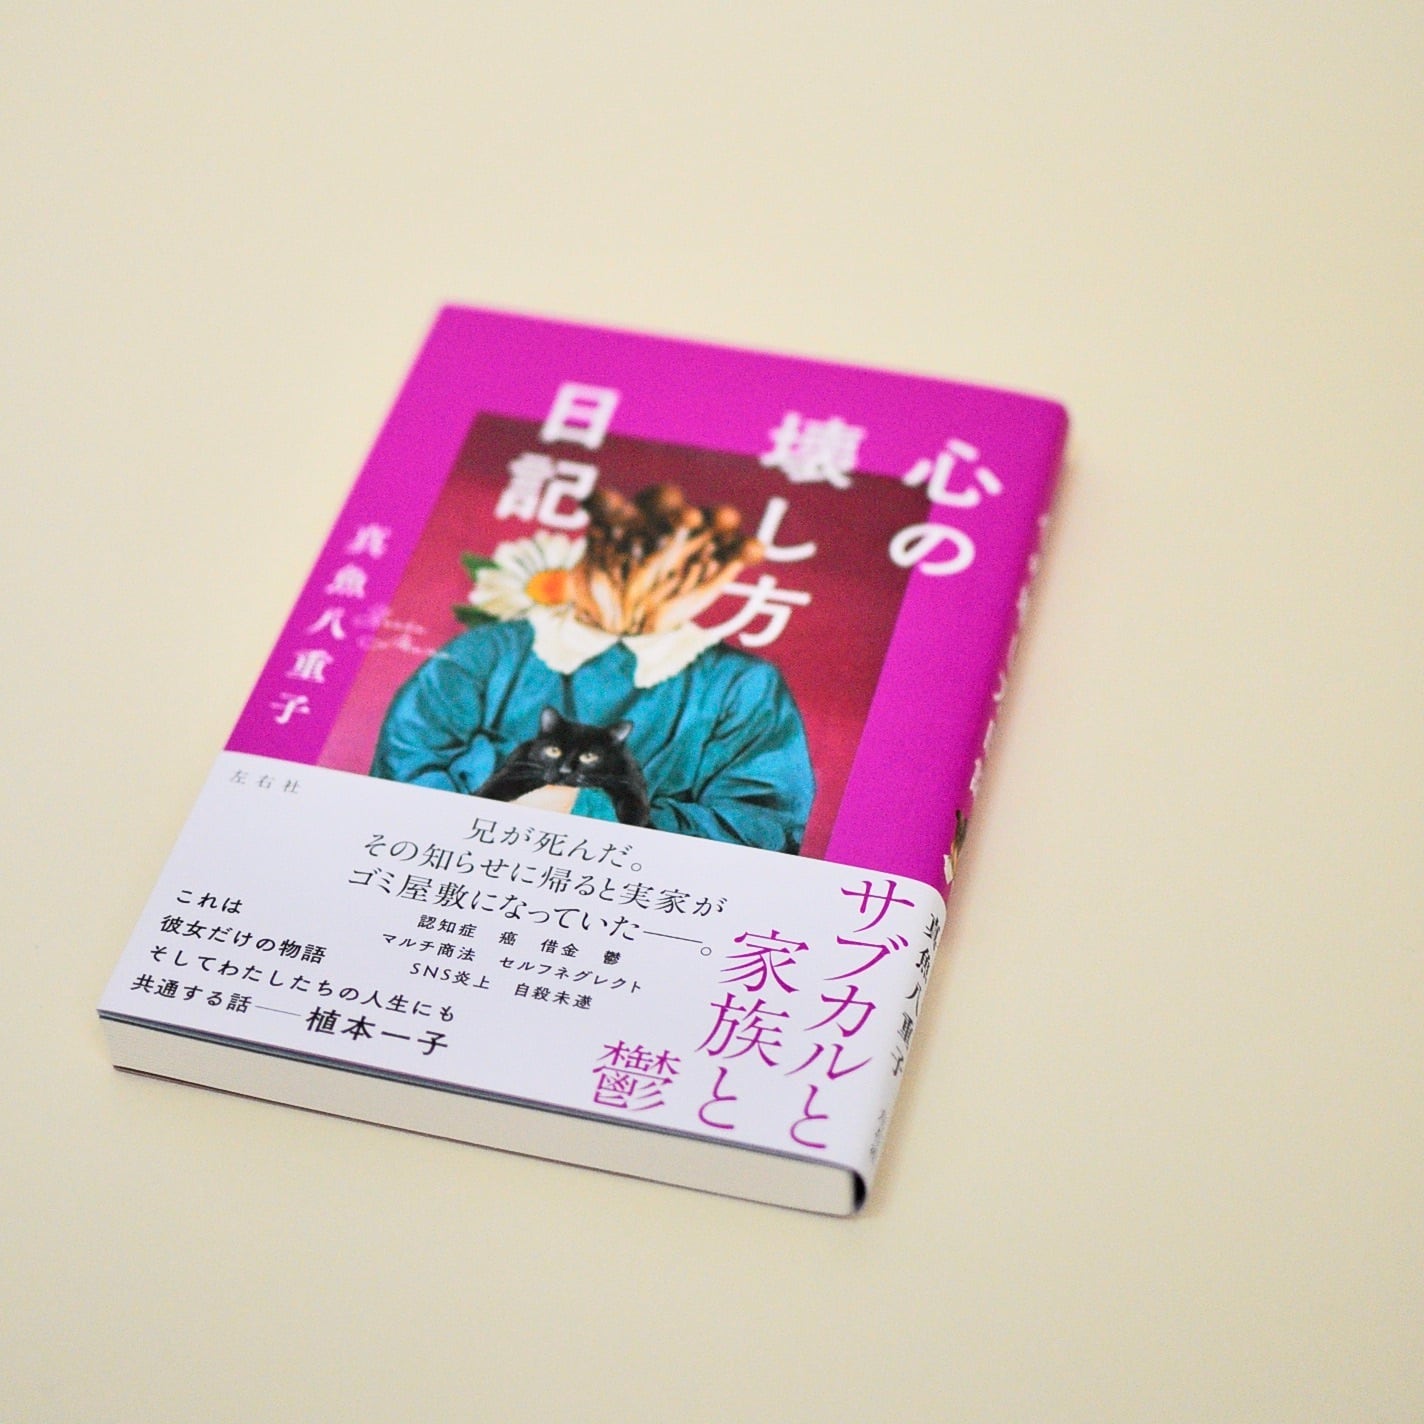 心の
壊し方
日記
真魚八重子
左右社
サブカルと
家族と
鬱
兄が死んだ。
その知らせに帰ると実家が
ゴミ屋敷になっていた──。
認知症 癌 借金 鬱
マルチ商法 セルフネグレクト
SNS炎上 自殺未遂
これは
彼女だけの物語
そしてわたしたちの人生にも
共通する話──植本一子
真魚八重子